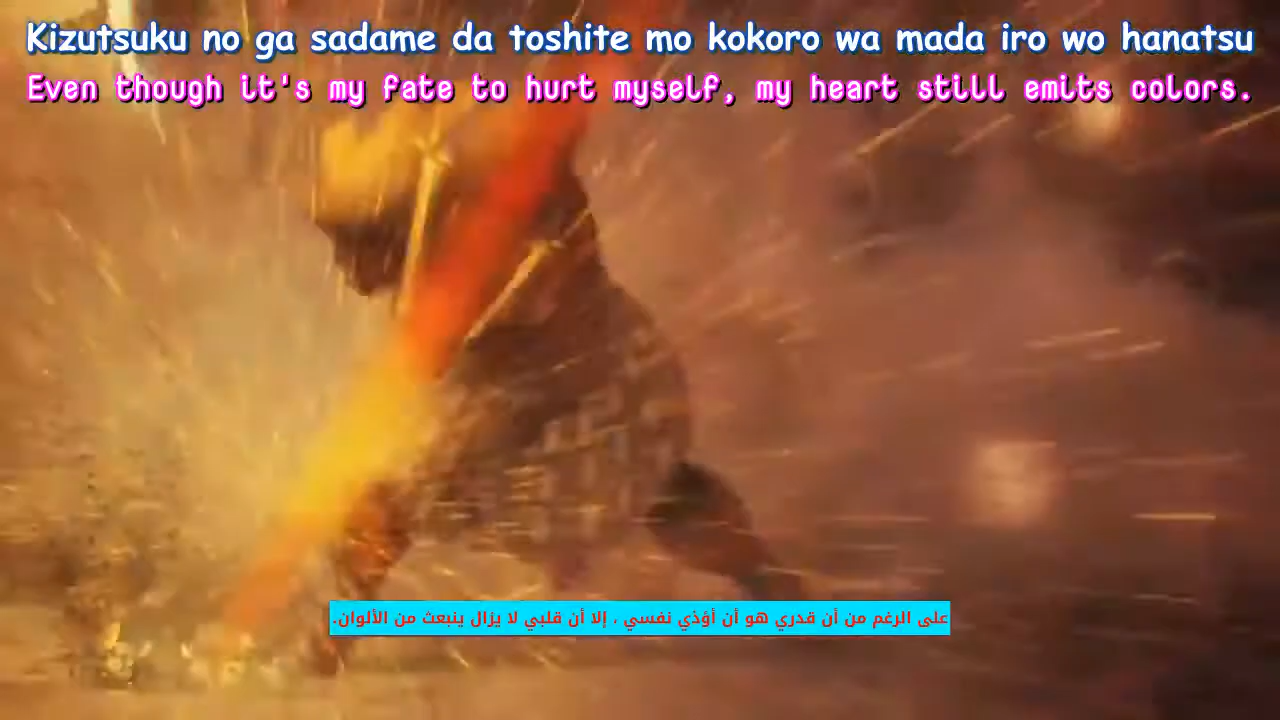 Kizutsuku no ga sadame da toshite mo kokoro wa mada iro wo hanatsu
Even though it's my fate to hurt myself, my heart still emits colors.
على الرغم من أن قدري هو أن أؤذي نفسي ، إلا أن قلبي لا يزال ينبعث من الألوان.